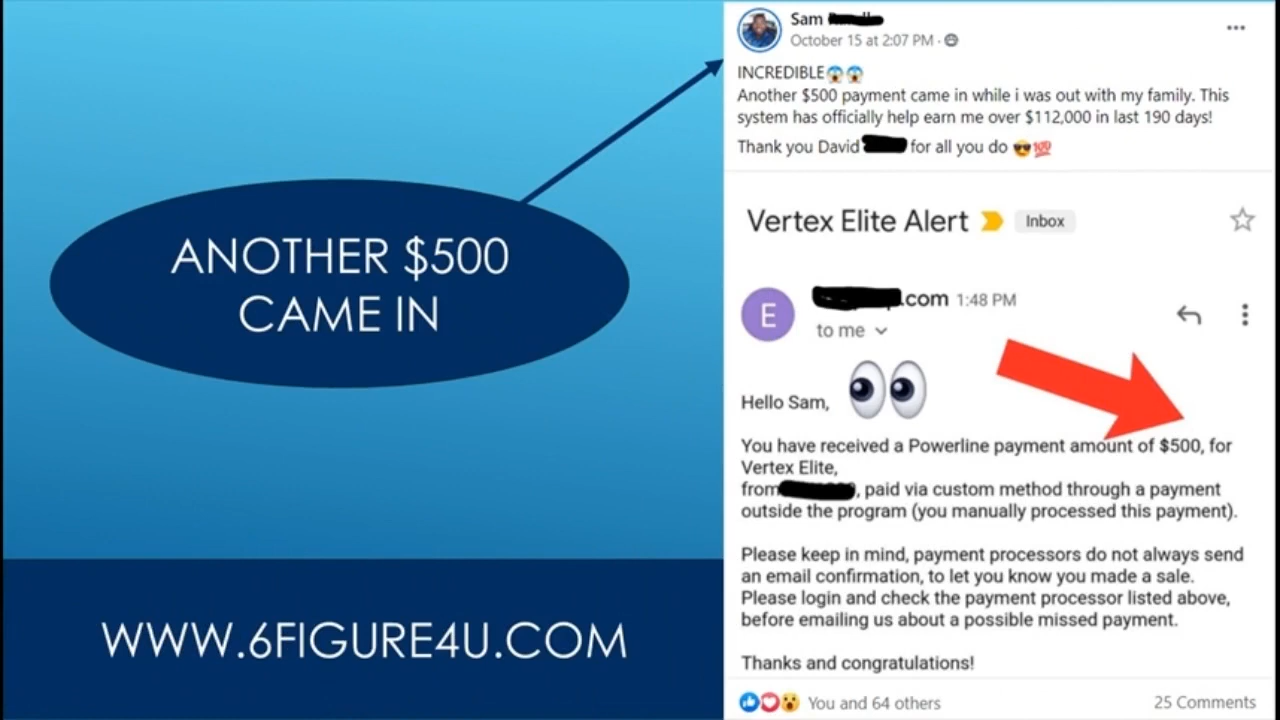 ANOTHER $500
CAME IN
WWW.6FIGURE4U.COM
Sam
October 15 at 2:07 PM ·
INCREDIBLE😱😱
Another $500 payment came in while i was out with my family. This
system has officially help earn me over $112,000 in last 190 days!
Thank you David for all you do 😎💯
Vertex Elite Alert Inbox
E
.com 1:48 PM
to me
Hello Sam,
You have received a Powerline payment amount of $500, for
Vertex Elite,
from , paid via custom method through a payment
outside the program (you manually processed this payment).
Please keep in mind, payment processors do not always send
an email confirmation, to let you know you made a sale.
Please login and check the payment processor listed above,
before emailing us about a possible missed payment.
Thanks and congratulations!
You and 64 others
25 Comments